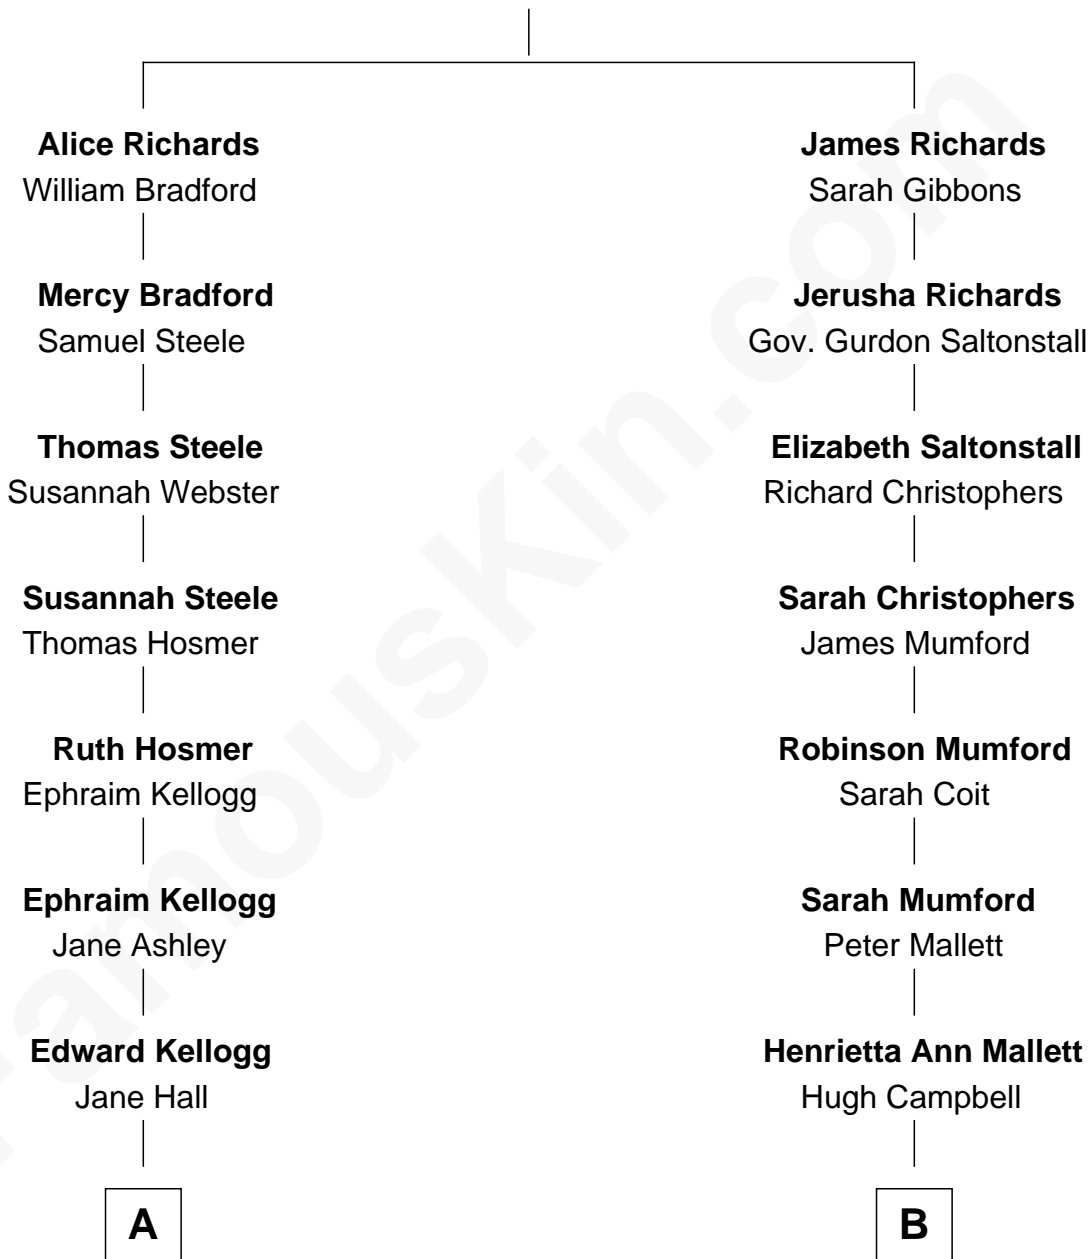 Alice Richards
William Bradford
Mercy Bradford
Samuel Steele
Thomas Steele
Susannah Webster
Susannah Steele
Thomas Hosmer
Ruth Hosmer
Ephraim Kellogg
Ephraim Kellogg
Jane Ashley
Edward Kellogg
Jane Hall
A
James Richards
Sarah Gibbons
Jerusha Richards
Gov. Gurdon Saltonstall
Elizabeth Saltonstall
Richard Christophers
Sarah Christophers
James Mumford
Robinson Mumford
Sarah Coit
Sarah Mumford
Peter Mallett
Henrietta Ann Mallett
Hugh Campbell
B
FamousKin.com